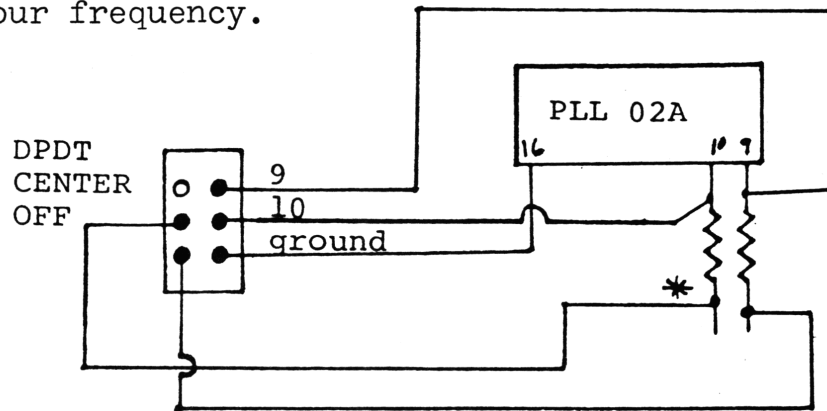 our frequency.
PLL 02A
16 10 9
DPDT
CENTER
OFF
9
10
ground
*